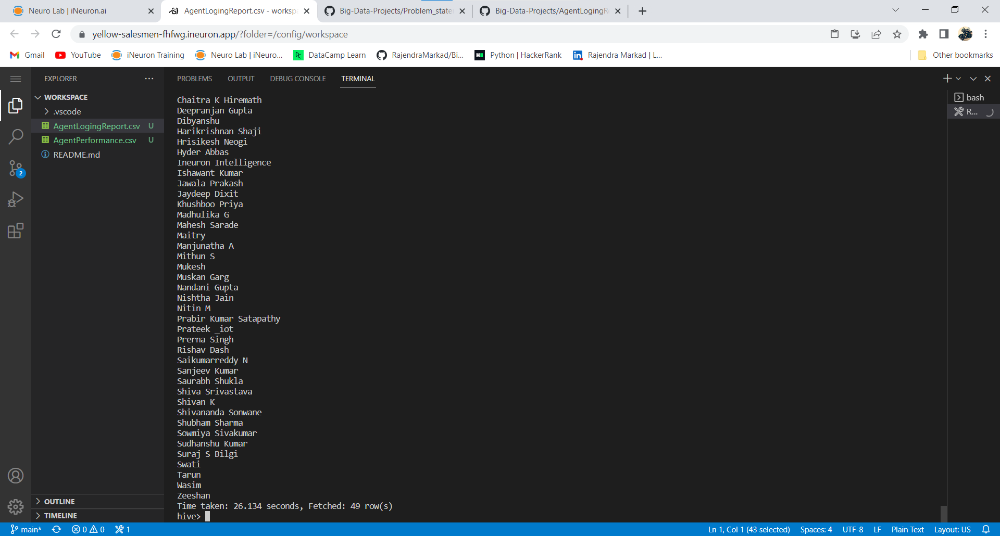 Neuro Lab | iNeuron.ai
AgentLogingReport.csv - workspa
Big-Data-Projects/Problem_state
Big-Data-Projects/AgentLogingR
yellow-salesmen-fhfwg.ineuron.app/?folder=/config/workspace
Gmail
YouTube
iNeuron Training
Neuro Lab | iNeuro...
DataCamp Learn
RajendraMarkad/Bi...
Python | HackerRank
Rajendra Markad | L...
Other bookmarks
EXPLORER
WORKSPACE
.vscode
AgentLogingReport.csv U
AgentPerformance.csv U
README.md
2
OUTLINE
TIMELINE
PROBLEMS OUTPUT DEBUG CONSOLE TERMINAL
Chaitra K Hiremath
Deepranjan Gupta
Dibyanshu
Harikrishnan Shaji
Hrisikesh Neogi
Hyder Abbas
Ineuron Intelligence
Ishawant Kumar
Jawala Prakash
Jaydeep Dixit
Khushboo Priya
Madhulika G
Mahesh Sarade
Maitry
Manjunatha A
Mithun S
Mukesh
Muskan Garg
Nandani Gupta
Nishtha Jain
Nitin M
Prabir Kumar Satapathy
Prateek _iot
Prerna Singh
Rishav Dash
Saikumarreddy N
Sanjeev Kumar
Saurabh Shukla
Shiva Srivastava
Shivan K
Shivananda Sonwane
Shubham Sharma
Sowmiya Sivakumar
Sudhanshu Kumar
Suraj S Bilgi
Swati
Tarun
Wasim
Zeeshan
Time taken: 26.134 seconds, Fetched: 49 row(s)
hive>
bash
R...
main*
0 0
1
Ln 1, Col 1 (43 selected)
Spaces: 4
UTF-8
LF
Plain Text
Layout: US